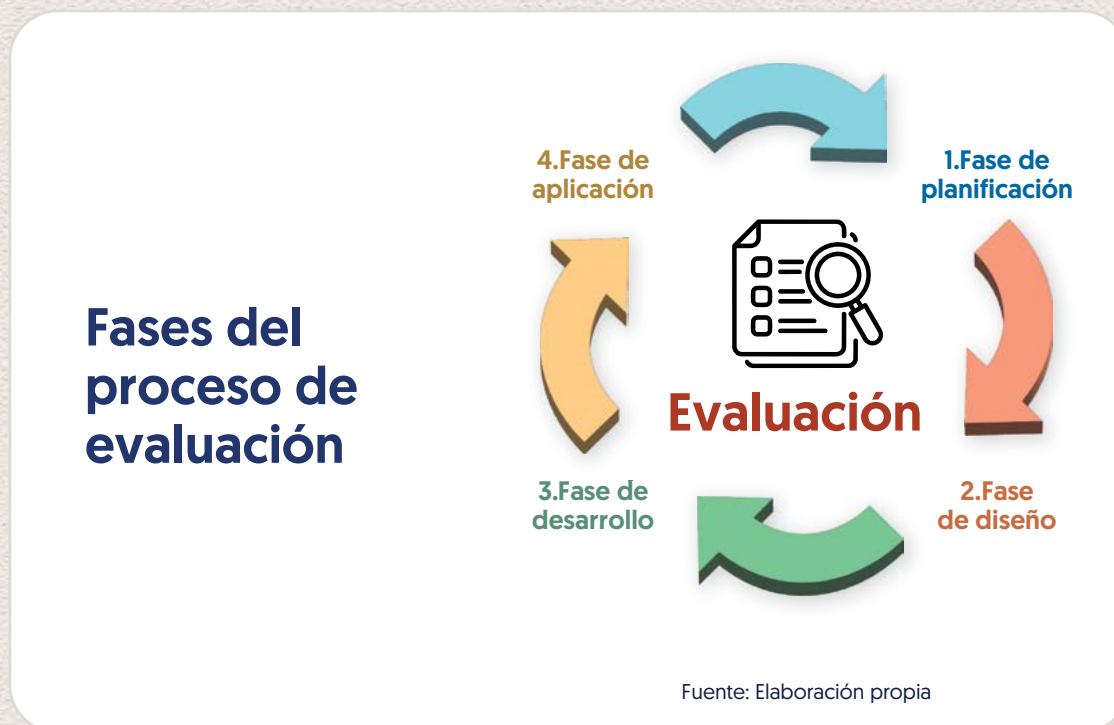 Fases del
proceso de
evaluación
4.Fase de
aplicación
1.Fase de
planificación
Evaluación
3.Fase de
desarrollo
2.Fase
de diseño
Fuente: Elaboración propia